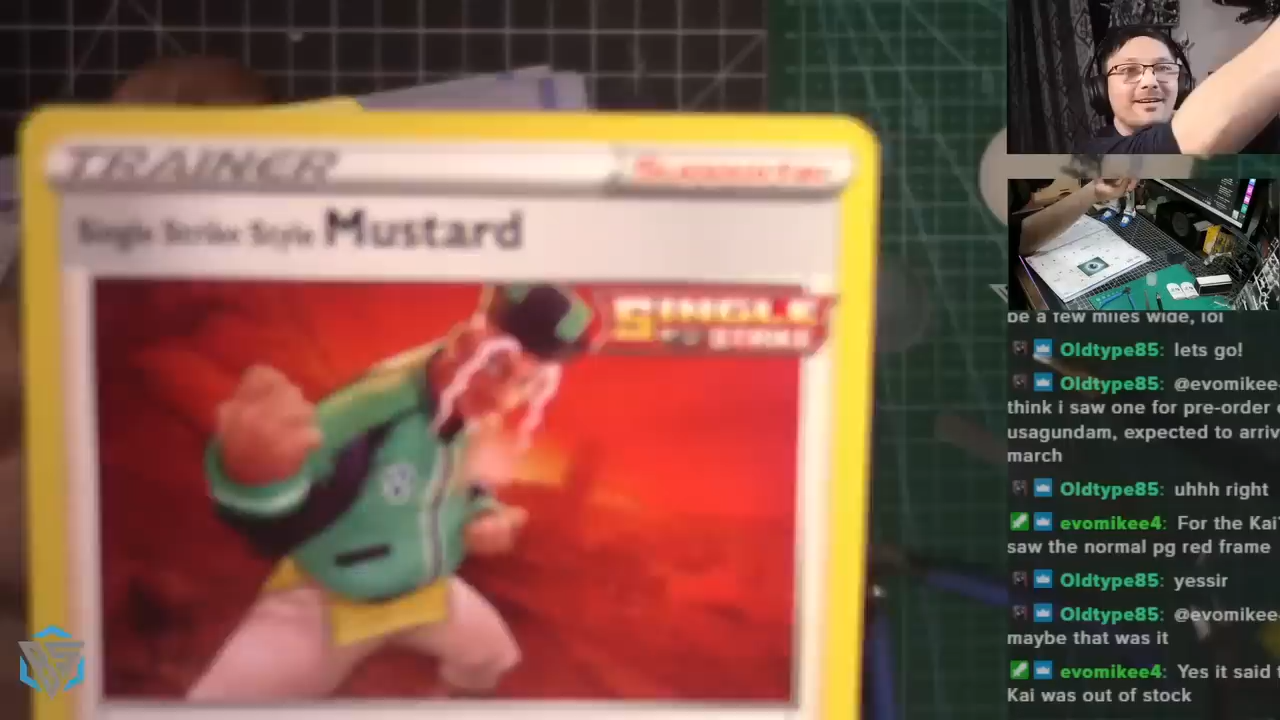 TRAINER
Supporter
Single Strike Style Mustard
SINGLE
STRIKE
be a few miles wide, lol
Oldtype85: lets go!
Oldtype85: @evomikee
think i saw one for pre-order
usagundam, expected to arriv
march
Oldtype85: uhhh right
evomikee4: For the Kai
saw the normal pg red frame
Oldtype85: yessir
Oldtype85: @evomikee
maybe that was it
evomikee4: Yes it said
Kai was out of stock